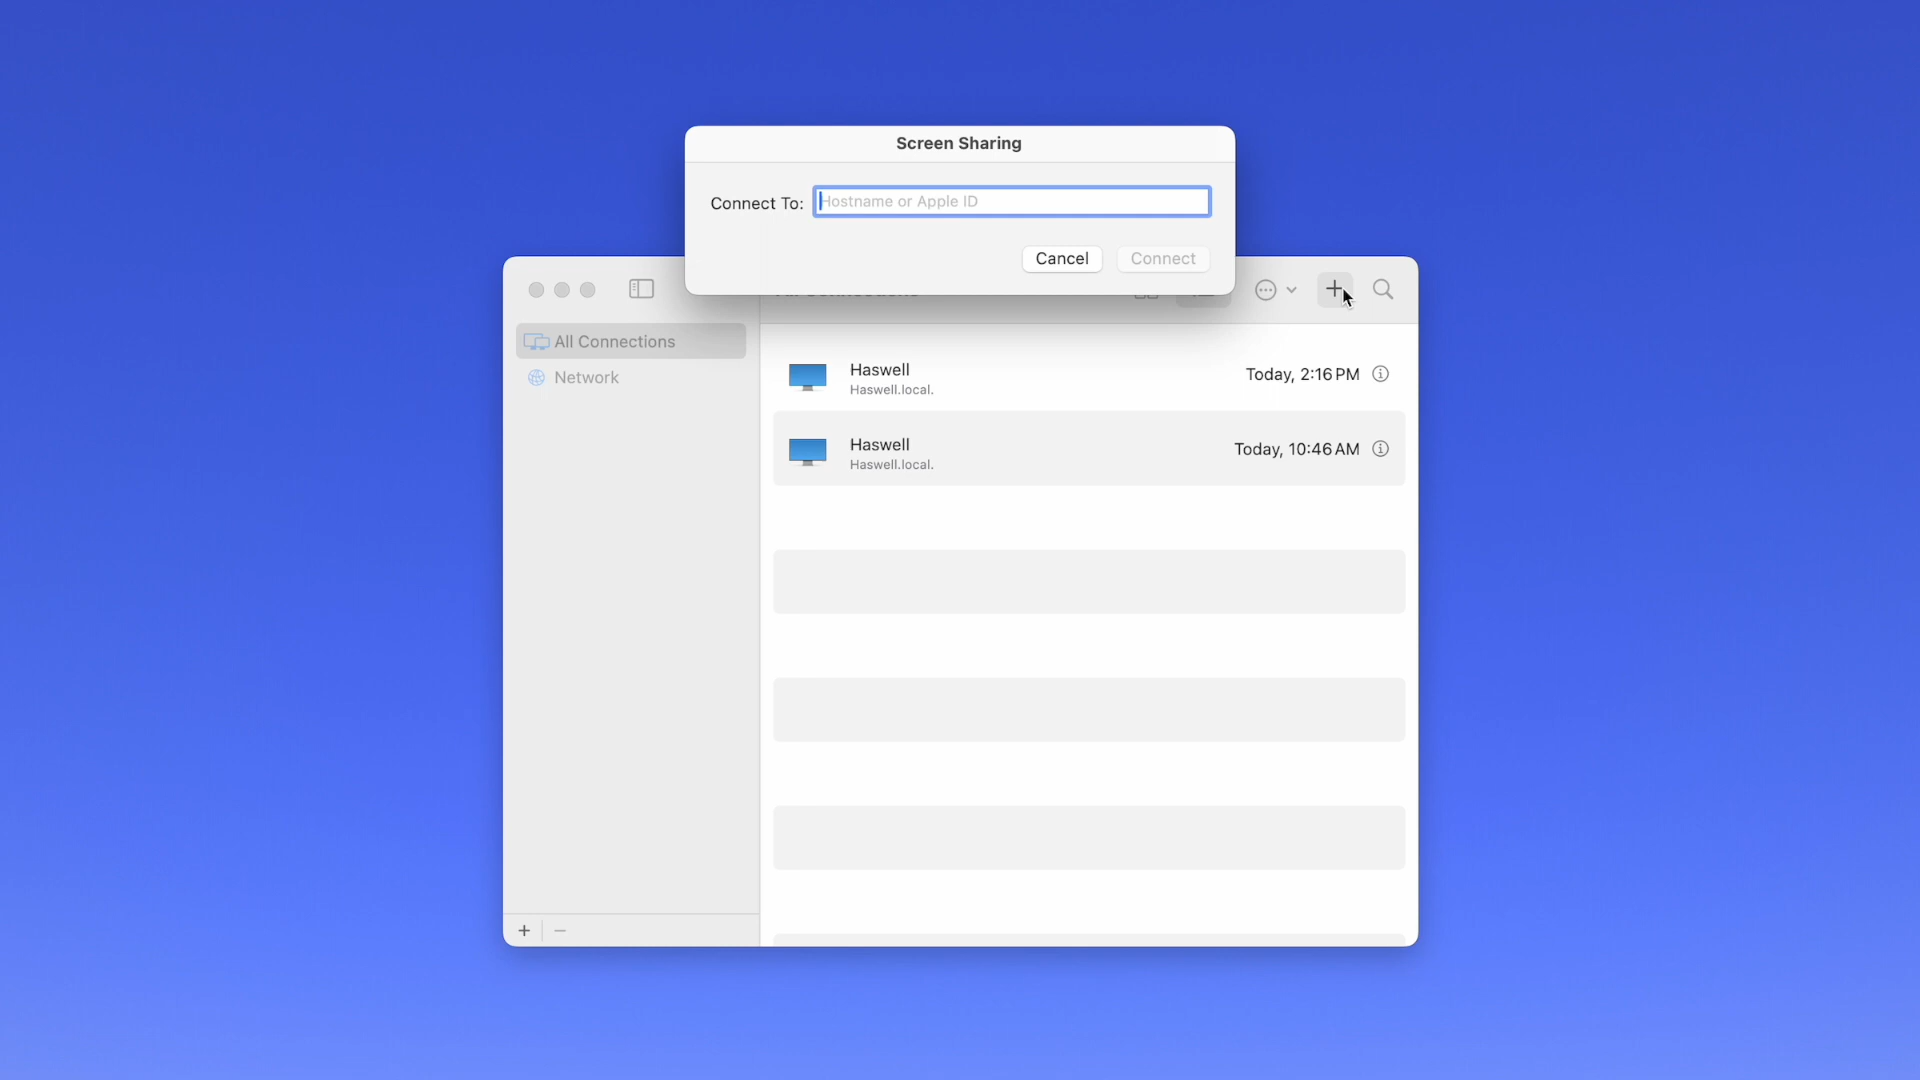 Screen Sharing
Connect To: Hostname or Apple ID
Cancel Connect
All Connections
Network
Haswell
Haswell.local.
Today, 2:16 PM
Haswell
Haswell.local.
Today, 10:46 AM